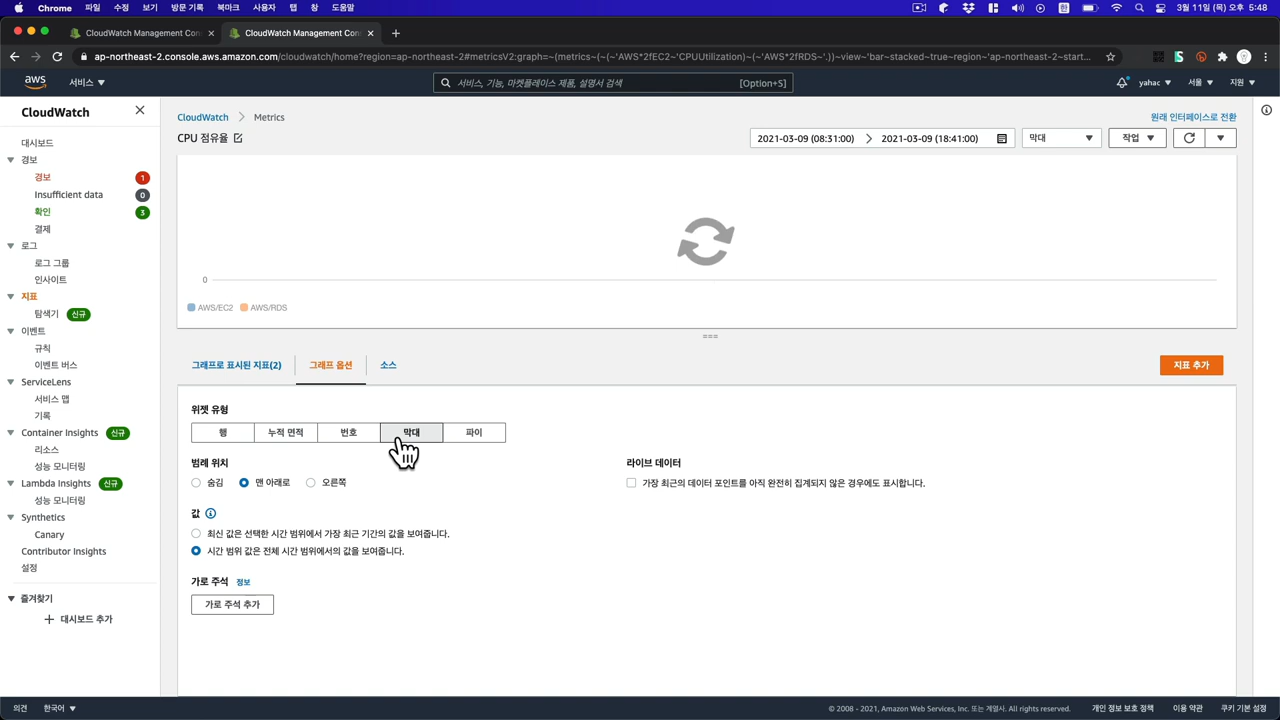 Chrome 파일 수정 보기 방문 기록 북마크 사용자 탭 창 도움말 3월 11일 (목) 오후 5:48
CloudWatch Management Con
CloudWatch Management Con
ap-northeast-2.console.aws.amazon.com/cloudwatch/home?region=ap-northeast-2#metricsV2:graph=~(metrics~(~(~'AWS*2fEC2~'CPUUtilization)~(~'AWS*2fRDS~'.))~view~'bar~stacked~true~region~'ap-northeast-2~start...
aws 서비스 서비스, 기능, 마켓플레이스 제품, 설명서 검색 [Option+S] yahac 서울 지원
CloudWatch
대시보드
경보
경보 1
Insufficient data 0
확인 3
결제
로그
로그 그룹
인사이트
지표
탐색기 신규
이벤트
규칙
이벤트 버스
ServiceLens
서비스 맵
기록
Container Insights 신규
리소스
성능 모니터링
Lambda Insights 신규
성능 모니터링
Synthetics
Canary
Contributor Insights
설정
즐겨찾기
대시보드 추가
CloudWatch Metrics 원래 인터페이스로 전환
CPU 점유율 2021-03-09 (08:31:00) 2021-03-09 (18:41:00) 막대 작업
0
AWS/EC2 AWS/RDS
그래프로 표시된 지표(2) 그래프 옵션 소스 지표 추가
위젯 유형
행 누적 면적 번호 막대 파이
범례 위치
숨김 맨 아래로 오른쪽
라이브 데이터
가장 최근의 데이터 포인트를 아직 완전히 집계되지 않은 경우에도 표시합니다.
값
최신 값은 선택한 시간 범위에서 가장 최근 기간의 값을 보여줍니다.
시간 범위 값은 전체 시간 범위에서의 값을 보여줍니다.
가로 주석 정보
가로 주석 추가
의견 한국어 © 2008 - 2021, Amazon Web Services, Inc. 또는 계열사. All rights reserved. 개인 정보 보호 정책 이용 약관 쿠키 기본 설정